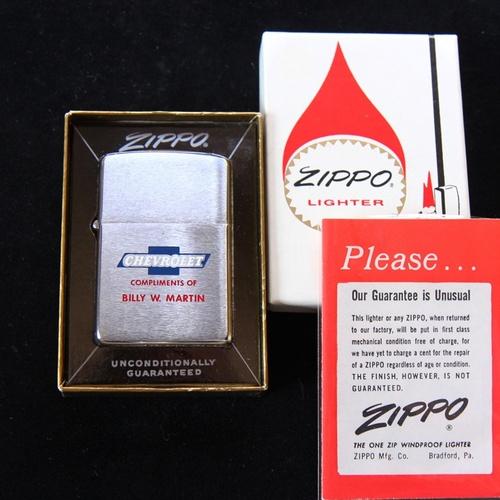 ZIPPO®
CHEVROLET
COMPLIMENTS OF
BILLY W. MARTIN
UNCONDITIONALLY
GUARANTEED
ZIPPO®
LIGHTER
Please...
Our Guarantee is Unusual
This lighter or any ZIPPO, when returned
to our factory, will be put in first class
mechanical condition free of charge, for
we have yet to charge a cent for the repair
of a ZIPPO regardless of age or condition.
THE FINISH, HOWEVER, IS NOT
GUARANTEED.
ZIPPO
®
THE ONE ZIP WINDPROOF LIGHTER
ZIPPO Mfg. Co. Bradford, Pa.